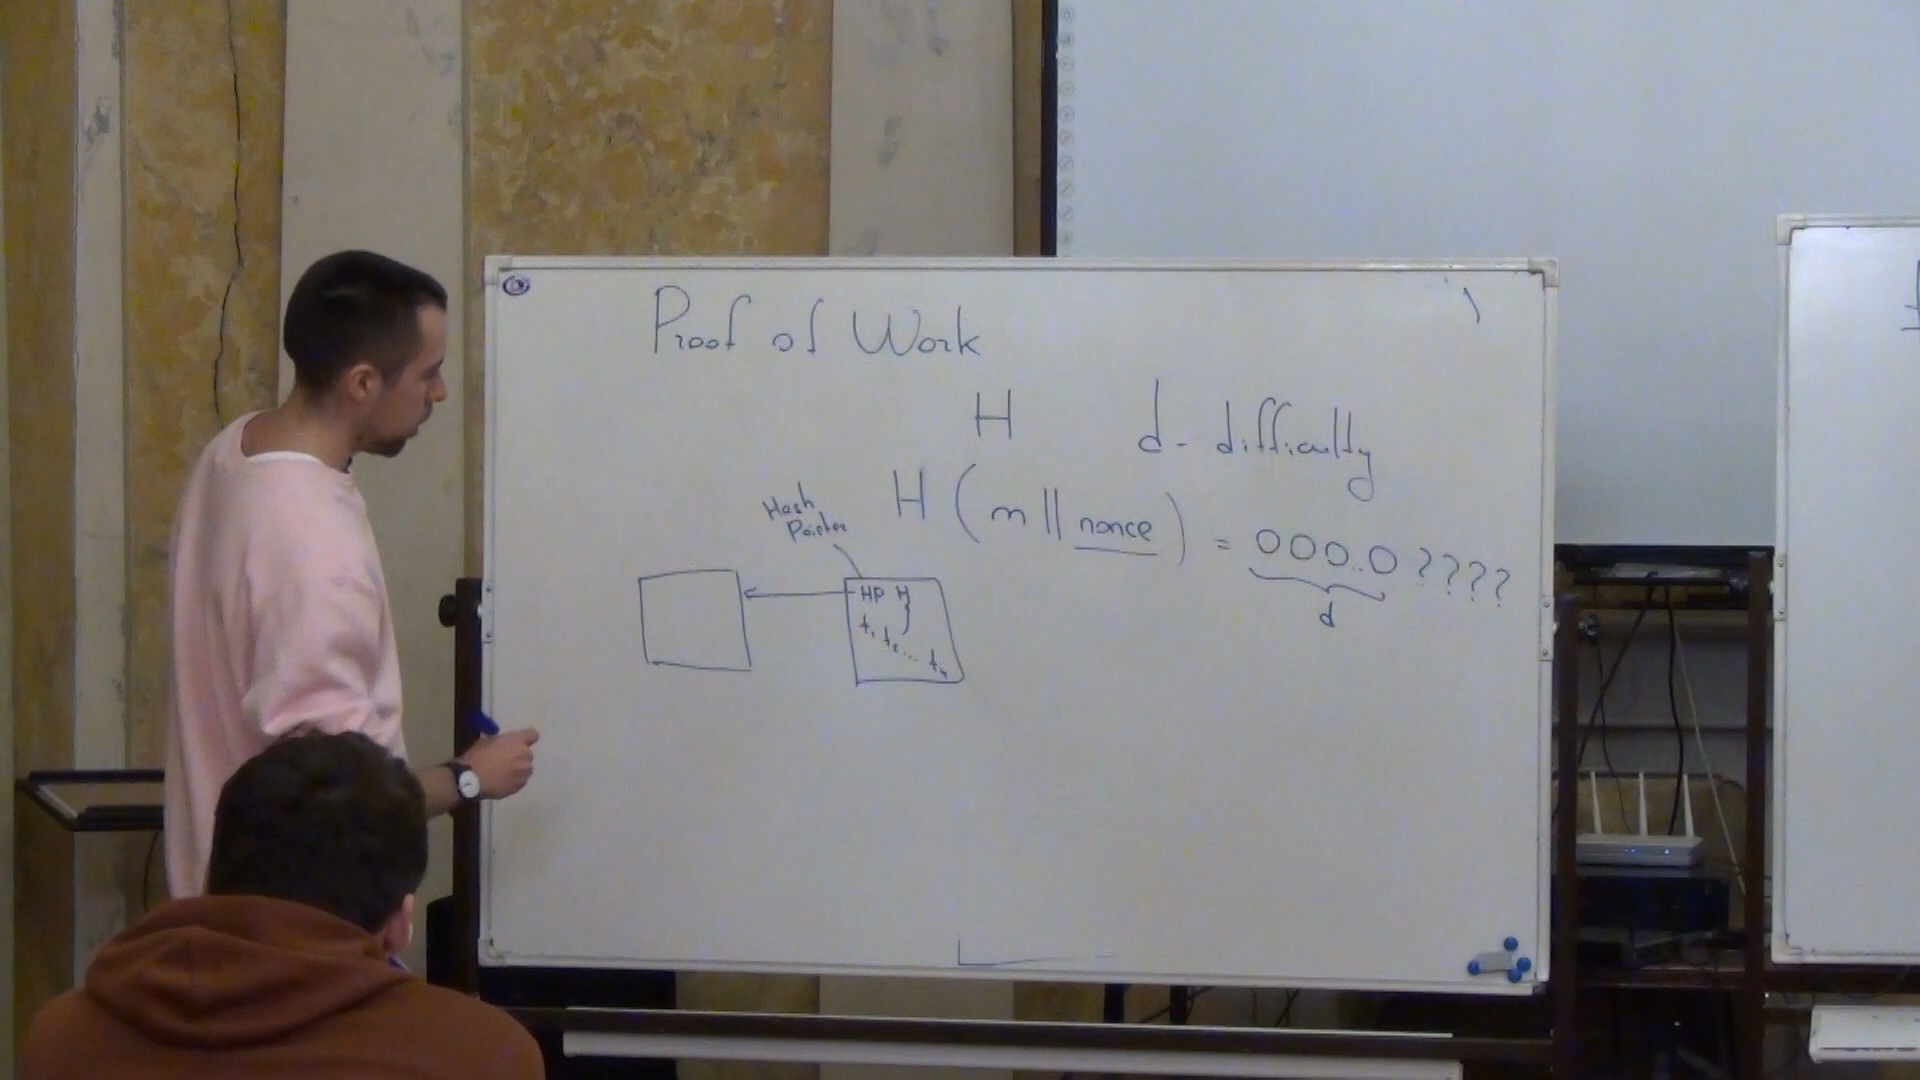 Proof of Work
H d - difficulty
H ( m || nonce ) = 000..0 ????
d
Hash
Pointer
HP H
t₁ t₂ ... tₙ